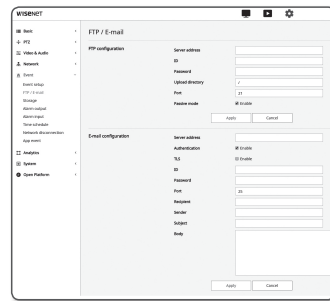 WISENET
Basic
PTZ
Video & Audio
Network
Event
Event setup
FTP / E-mail
Storage
Alarm output
Alarm input
Time schedule
Network disconnection
App event
Analytics
System
Open Platform
FTP / E-mail
FTP configuration
Server address
ID
Password
Upload directory /
Port 21
Passive mode Enable
Apply Cancel
E-mail configuration
Server address
Authentication Enable
TLS Enable
ID
Password
Port 25
Recipient
Sender
Subject
Body
Apply Cancel